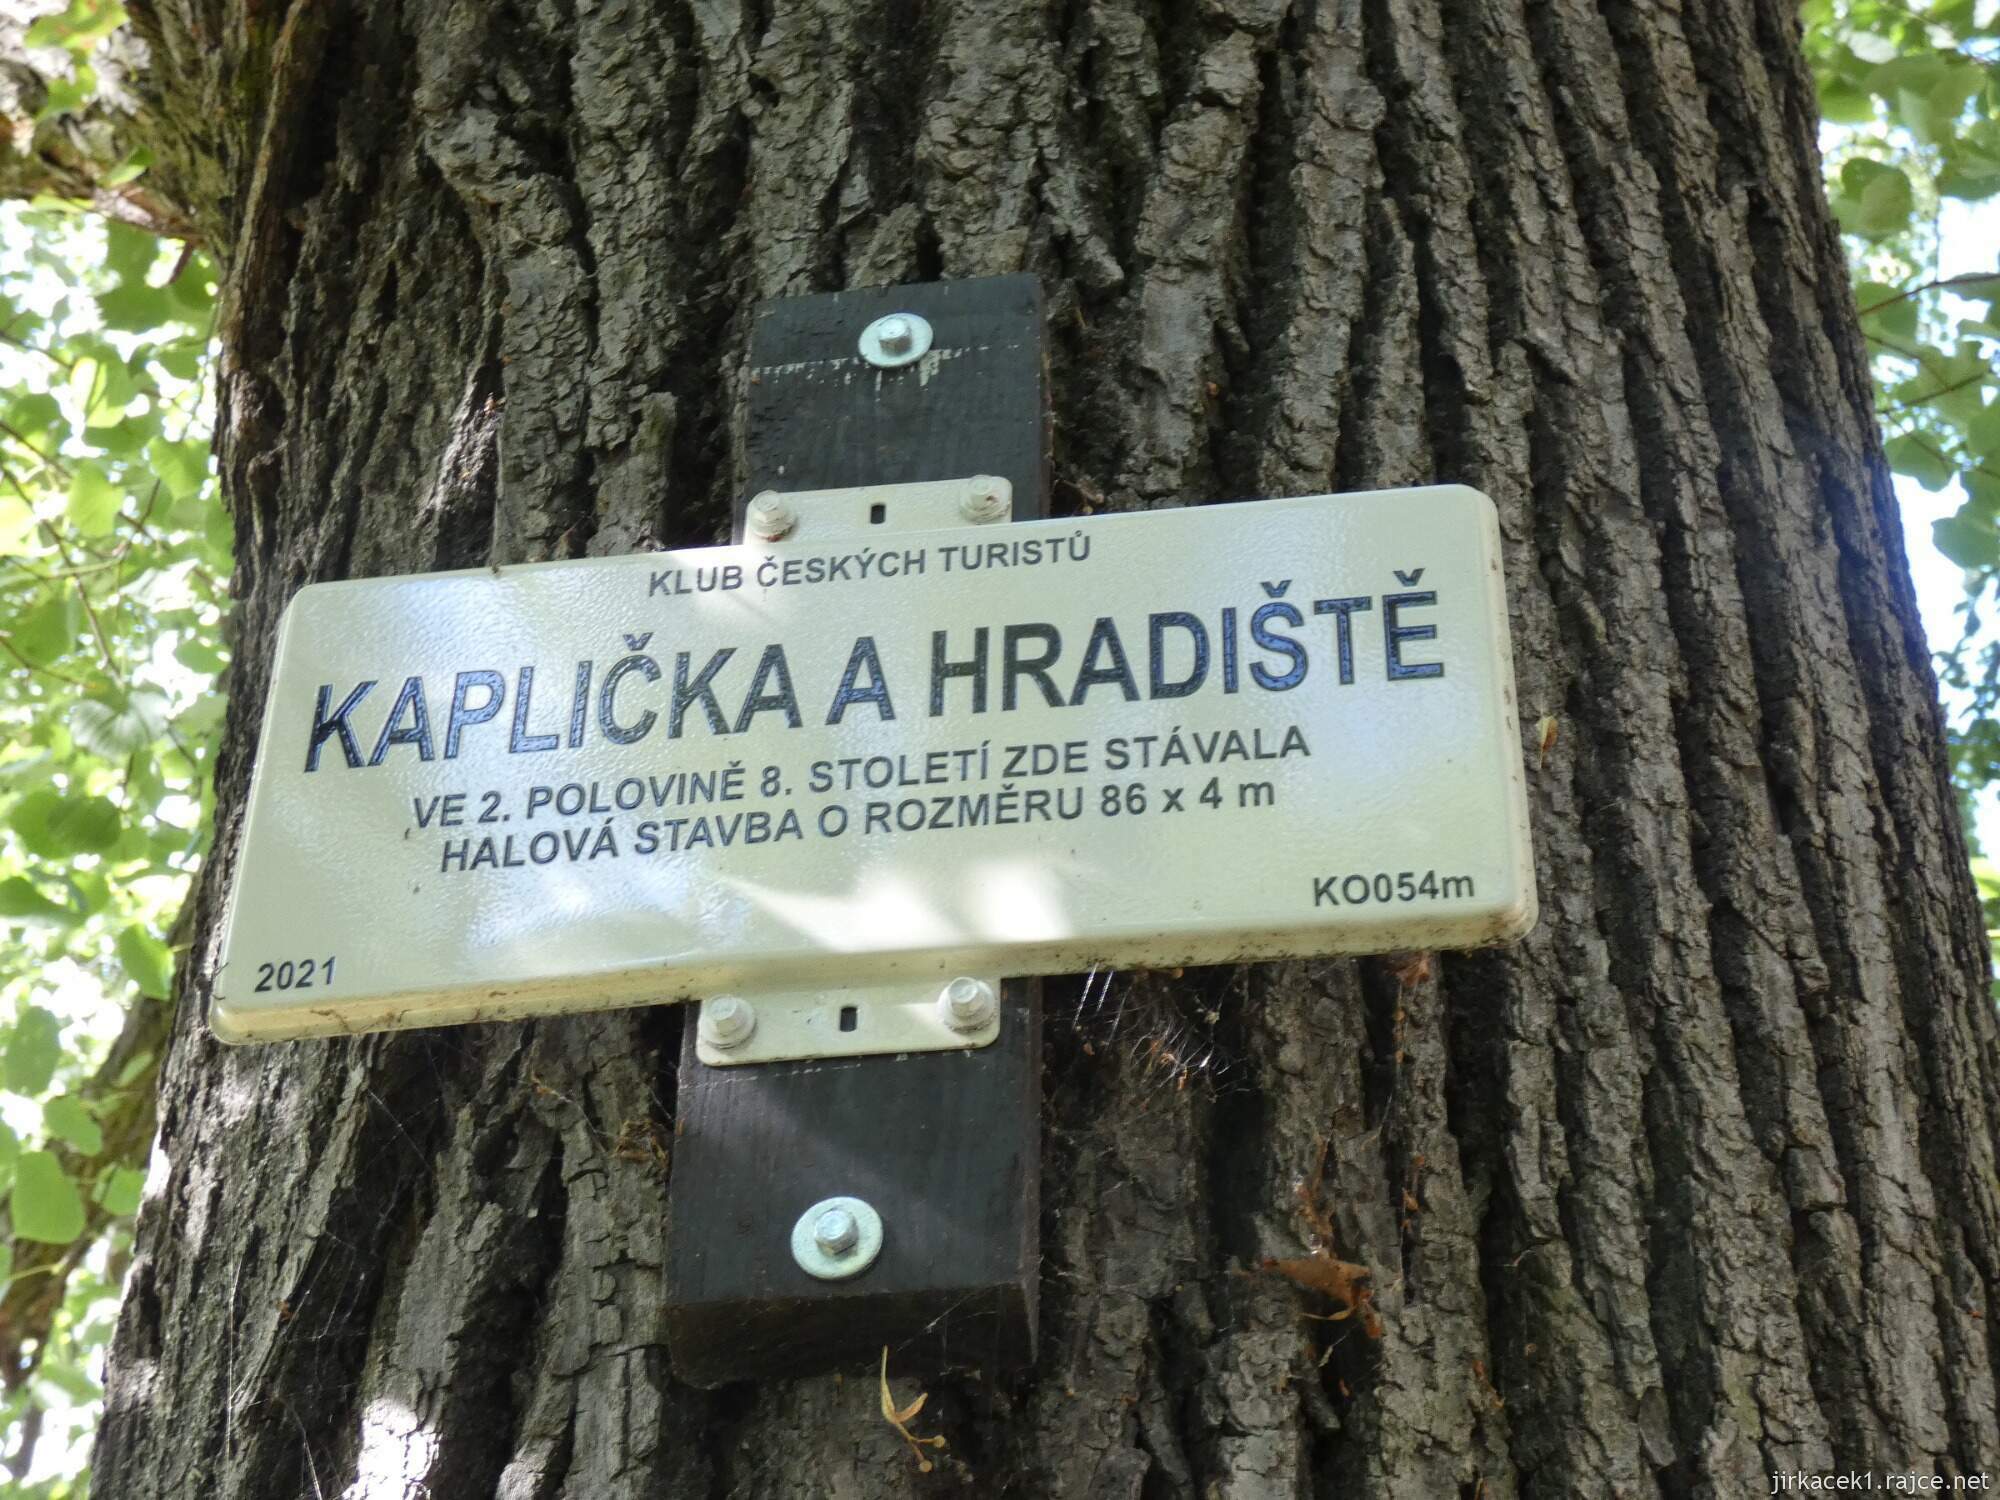 KLUB ČESKÝCH TURISTŮ
KAPLIČKA A HRADIŠTĚ
VE 2. POLOVINĚ 8. STOLETÍ ZDE STÁVALA
HALOVÁ STAVBA O ROZMĚRU 86 x 4 m
KO054m
2021
jirkacek1.rajce.net